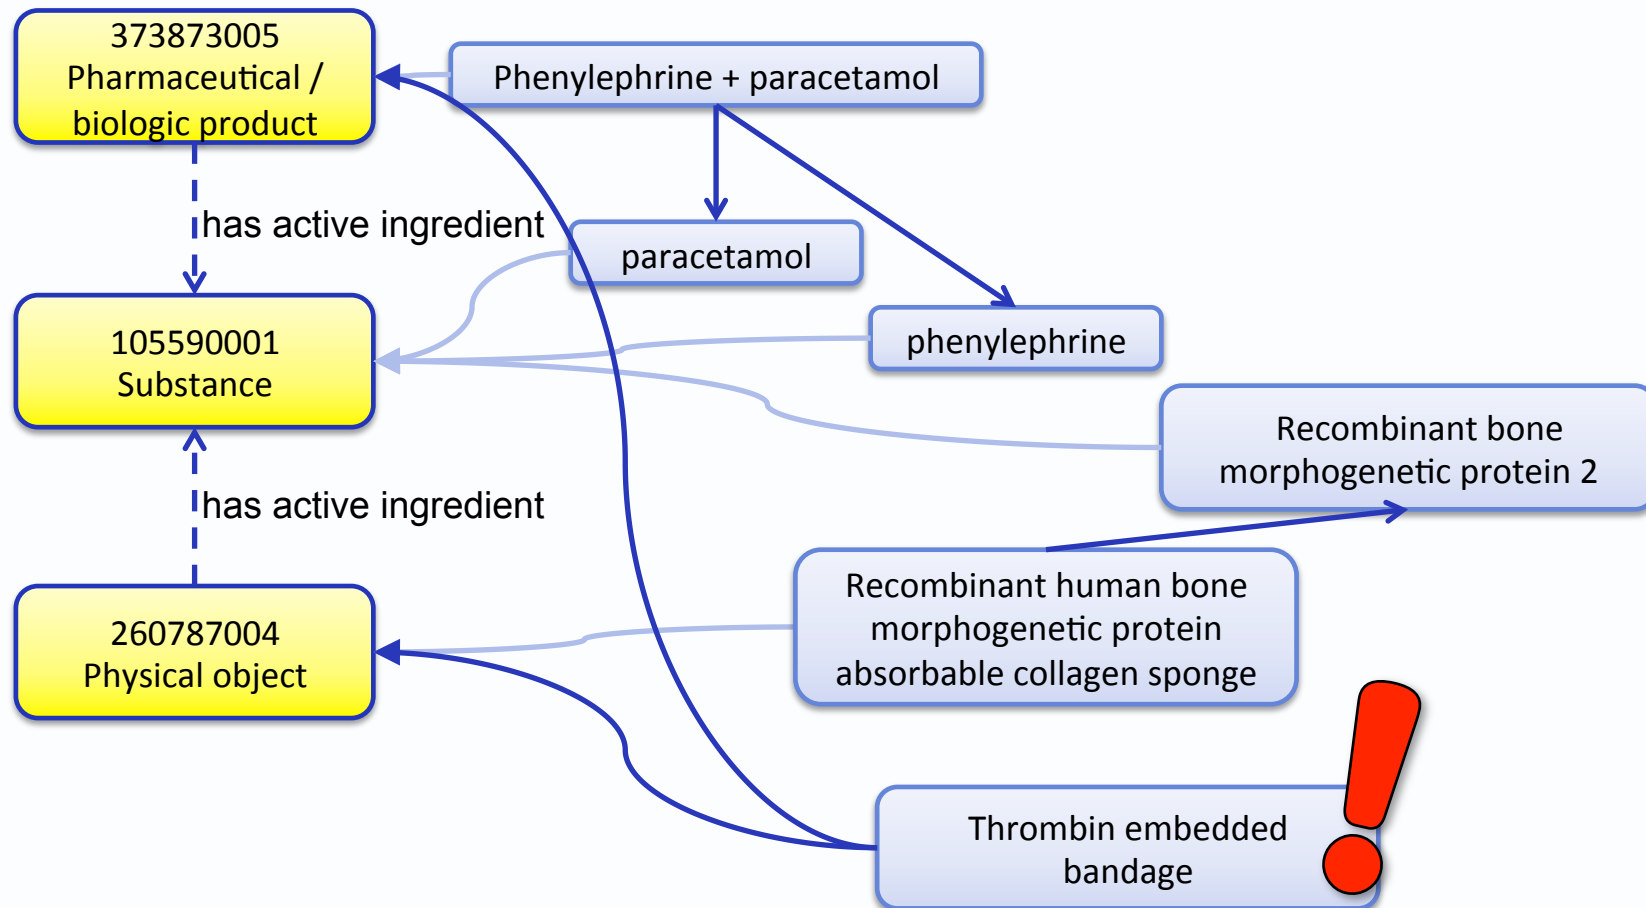 373873005
Pharmaceutical /
biologic product
Phenylephrine + paracetamol
has active ingredient
paracetamol
105590001
Substance
phenylephrine
Recombinant bone
morphogenetic protein 2
has active ingredient
260787004
Physical object
Recombinant human bone
morphogenetic protein
absorbable collagen sponge
Thrombin embedded
bandage